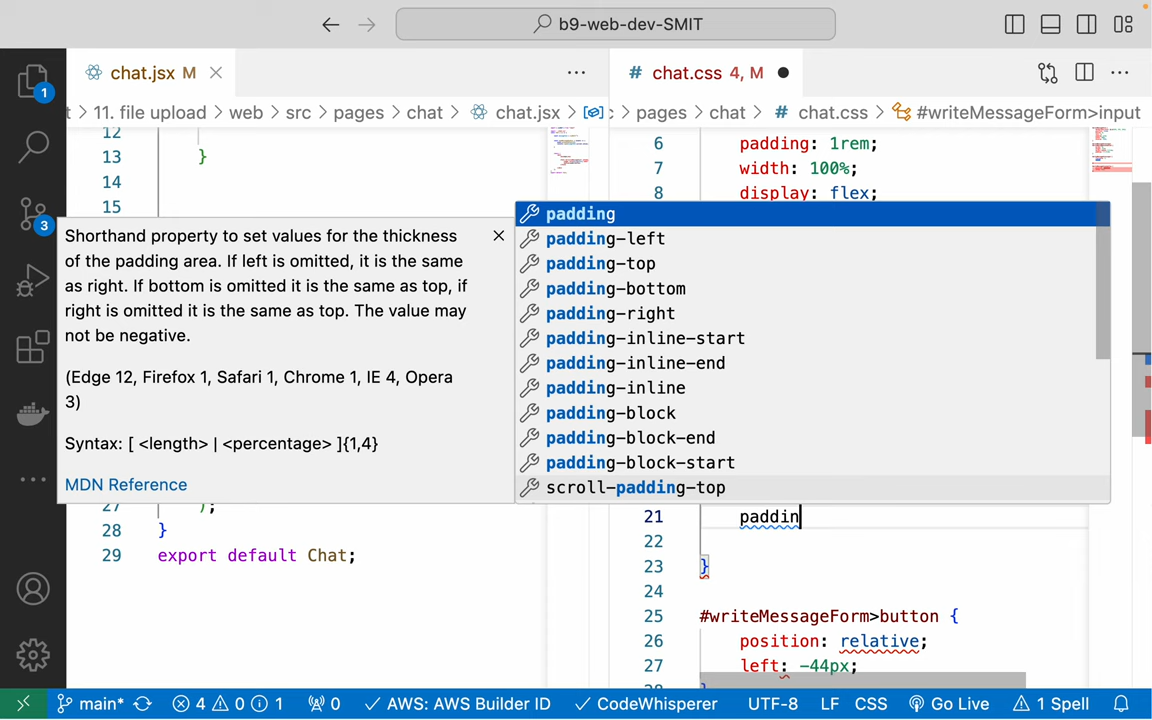 b9-web-dev-SMIT
chat.jsx M
chat.css 4, M
11. file upload > web > src > pages > chat > chat.jsx >
> pages > chat > # chat.css > #writeMessageForm>input
12
13 }
14
15
27 );
28 }
29 export default Chat;
6 padding: 1rem;
7 width: 100%;
8 display: flex;
padding
padding-left
padding-top
padding-bottom
padding-right
padding-inline-start
padding-inline-end
padding-inline
padding-block
padding-block-end
padding-block-start
scroll-padding-top
Shorthand property to set values for the thickness
of the padding area. If left is omitted, it is the same
as right. If bottom is omitted it is the same as top, if
right is omitted it is the same as top. The value may
not be negative.
(Edge 12, Firefox 1, Safari 1, Chrome 1, IE 4, Opera
3)
Syntax: [ <length> | <percentage> ]{1,4}
MDN Reference
21 paddin
22
23 }
24
25 #writeMessageForm>button {
26 position: relative;
27 left: -44px;
1
3
main* 4 0 1 0 AWS: AWS Builder ID CodeWhisperer UTF-8 LF CSS Go Live 1 Spell